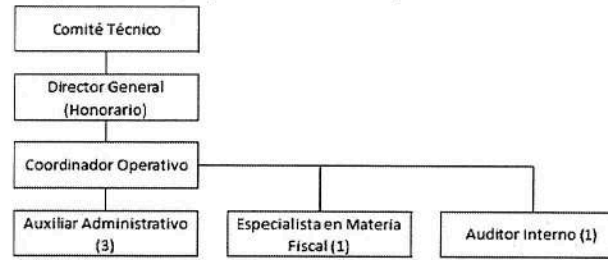 Comité Técnico
Director General
(Honorario)
Coordinador Operativo
Auxiliar Administrativo
(3)
Especialista en Materia
Fiscal (1)
Auditor Interno (1)